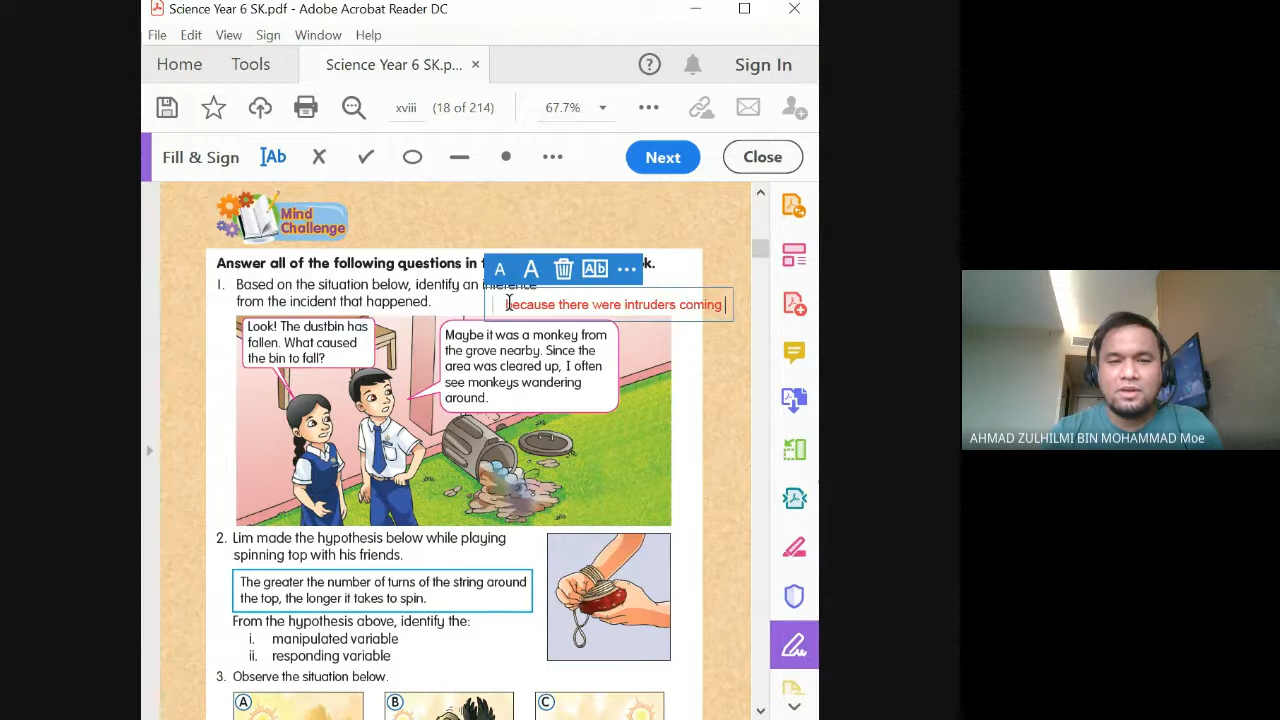 Science Year 6 SK.pdf - Adobe Acrobat Reader DC
File Edit View Sign Window Help
Home Tools Science Year 6 SK.p... × Sign In
xviii (18 of 214) 67.7%
Fill & Sign Ab Next Close
Mind
Challenge
Answer all of the following questions in k.
A A Ab
1. Based on the situation below, identify an inference
from the incident that happened.
because there were intruders coming
Look! The dustbin has
fallen. What caused
the bin to fall?
Maybe it was a monkey from
the grove nearby. Since the
area was cleared up, I often
see monkeys wandering
around.
AHMAD ZULHILMI BIN MOHAMMAD Moe
2. Lim made the hypothesis below while playing
spinning top with his friends.
The greater the number of turns of the string around
the top, the longer it takes to spin.
From the hypothesis above, identify the:
i. manipulated variable
ii. responding variable
3. Observe the situation below.
A B C